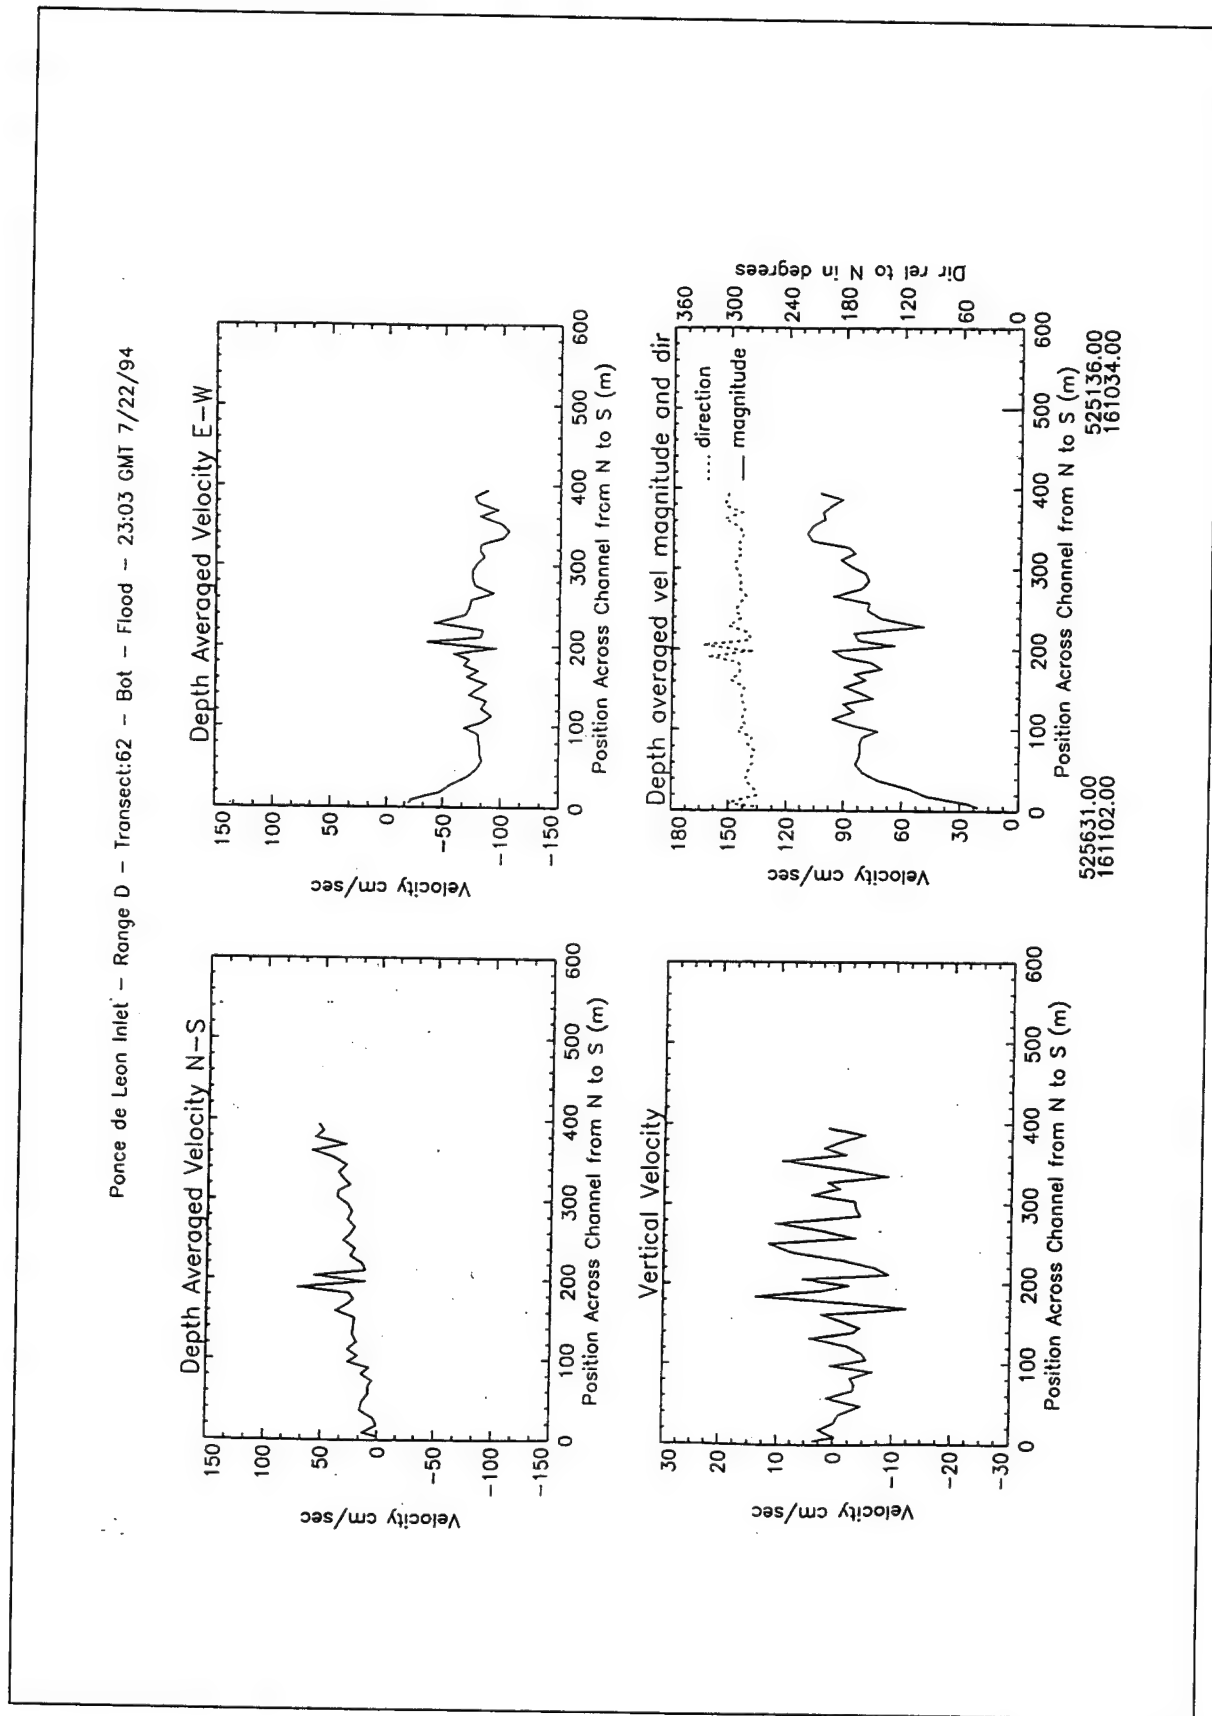 Ponce de Leon Inlet – Range D – Transect:62 – Bot – Flood – 23:03 GMT 7/22/94
Depth Averaged Velocity N–S
150
100
50
0
–50
–100
–150
Velocity cm/sec
0 100 200 300 400 500 600
Position Across Channel from N to S (m)
Depth Averaged Velocity E–W
150
100
50
0
–50
–100
–150
Velocity cm/sec
0 100 200 300 400 500 600
Position Across Channel from N to S (m)
Vertical Velocity
30
20
10
0
–10
–20
–30
Velocity cm/sec
0 100 200 300 400 500 600
Position Across Channel from N to S (m)
Depth averaged vel magnitude and dir
180
150
120
90
60
30
0
Velocity cm/sec
direction
magnitude
360
300
240
180
120
60
0
Dir rel to N in degrees
0 100 200 300 400 500 600
Position Across Channel from N to S (m)
525631.00 525136.00
161102.00 161034.00